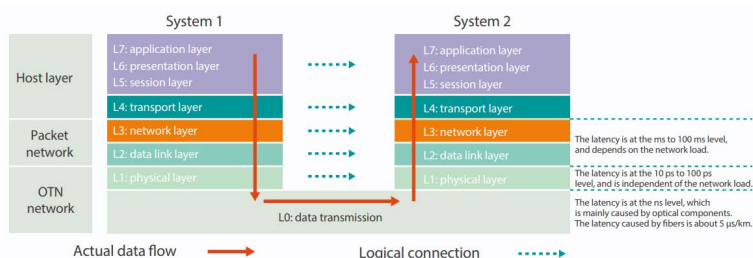 System 1
System 2
Host layer
L7: application layer
L6: presentation layer
L5: session layer
L4: transport layer
L7: application layer
L6: presentation layer
L5: session layer
L4: transport layer
Packet
network
L3: network layer
L2: data link layer
L3: network layer
L2: data link layer
The latency is at the ms to 100 ms level,
and depends on the network load.
OTN
network
L1: physical layer
L1: physical layer
The latency is at the 10 ps to 100 ps
level, and is independent of the network load.
L0: data transmission
The latency is at the ns level, which
is mainly caused by optical components.
The latency caused by fibers is about 5 μs/km.
Actual data flow
Logical connection